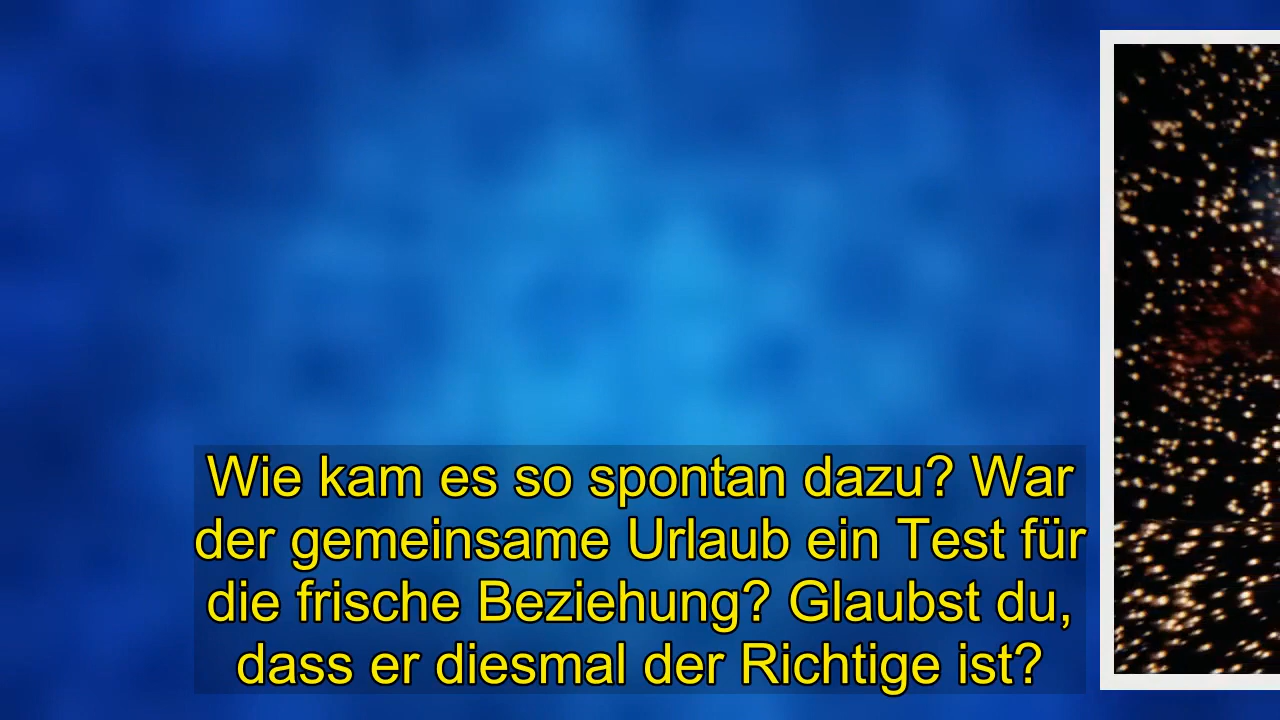 Wie kam es so spontan dazu? War
der gemeinsame Urlaub ein Test für
die frische Beziehung? Glaubst du,
dass er diesmal der Richtige ist?